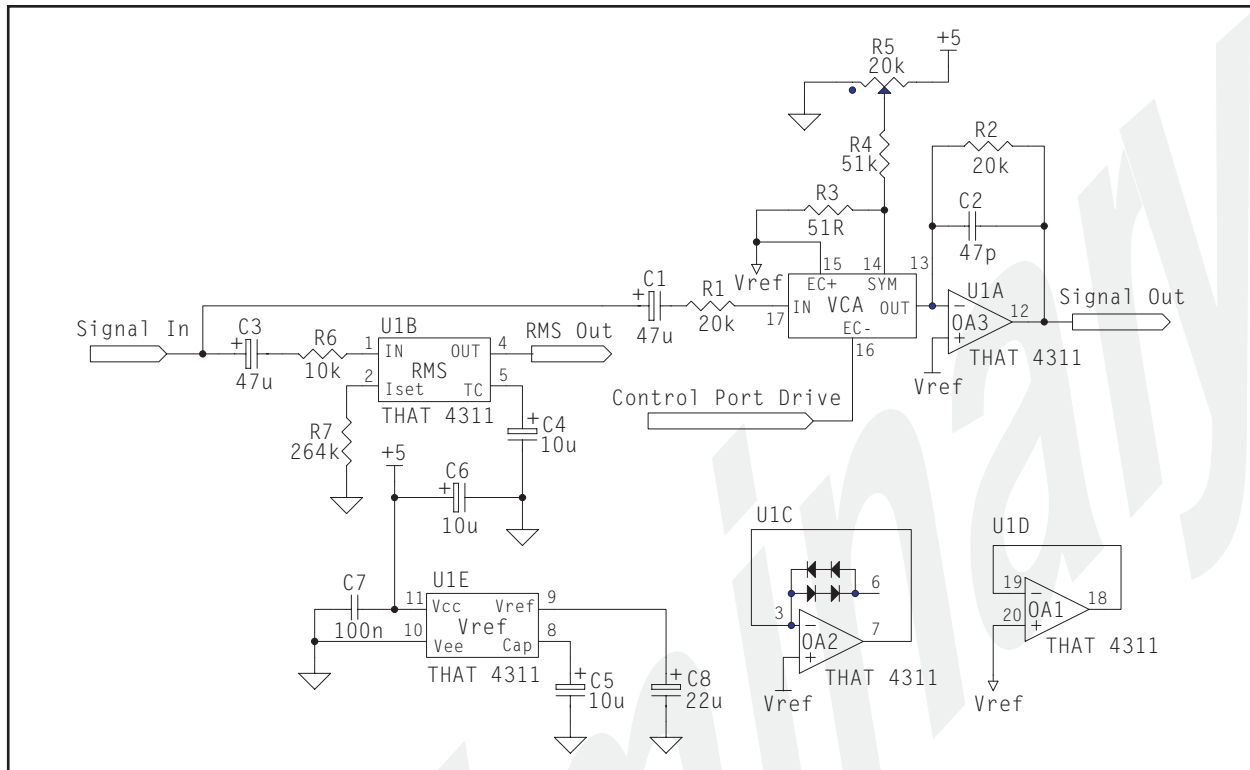 R5
20k
+5
R4
51k
R2
20k
R3
51R
C2
47p
Vref
15
14
13
EC+
SYM
IN
VCA
OUT
EC-
17
16
C1
+
47u
R1
20k
U1A
-
OA3
+
12
THAT 4311
Vref
Signal Out
Signal In
C3
+
47u
R6
10k
U1B
1
IN
OUT
4
RMS
2
Iset
TC
5
THAT 4311
RMS Out
Control Port Drive
R7
264k
+
C4
10u
+5
C6
+
10u
C7
100n
U1E
11
Vcc
Vref
9
Vref
10
Vee
Cap
8
THAT 4311
+
C5
10u
+
C8
22u
U1C
6
3
-
OA2
+
7
THAT 4311
Vref
U1D
19
-
OA1
20
+
18
THAT 4311
Vref
minary